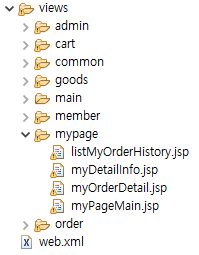 views
admin
cart
common
goods
main
member
mypage
listMyOrderHistory.jsp
myDetailInfo.jsp
myOrderDetail.jsp
myPageMain.jsp
order
web.xml